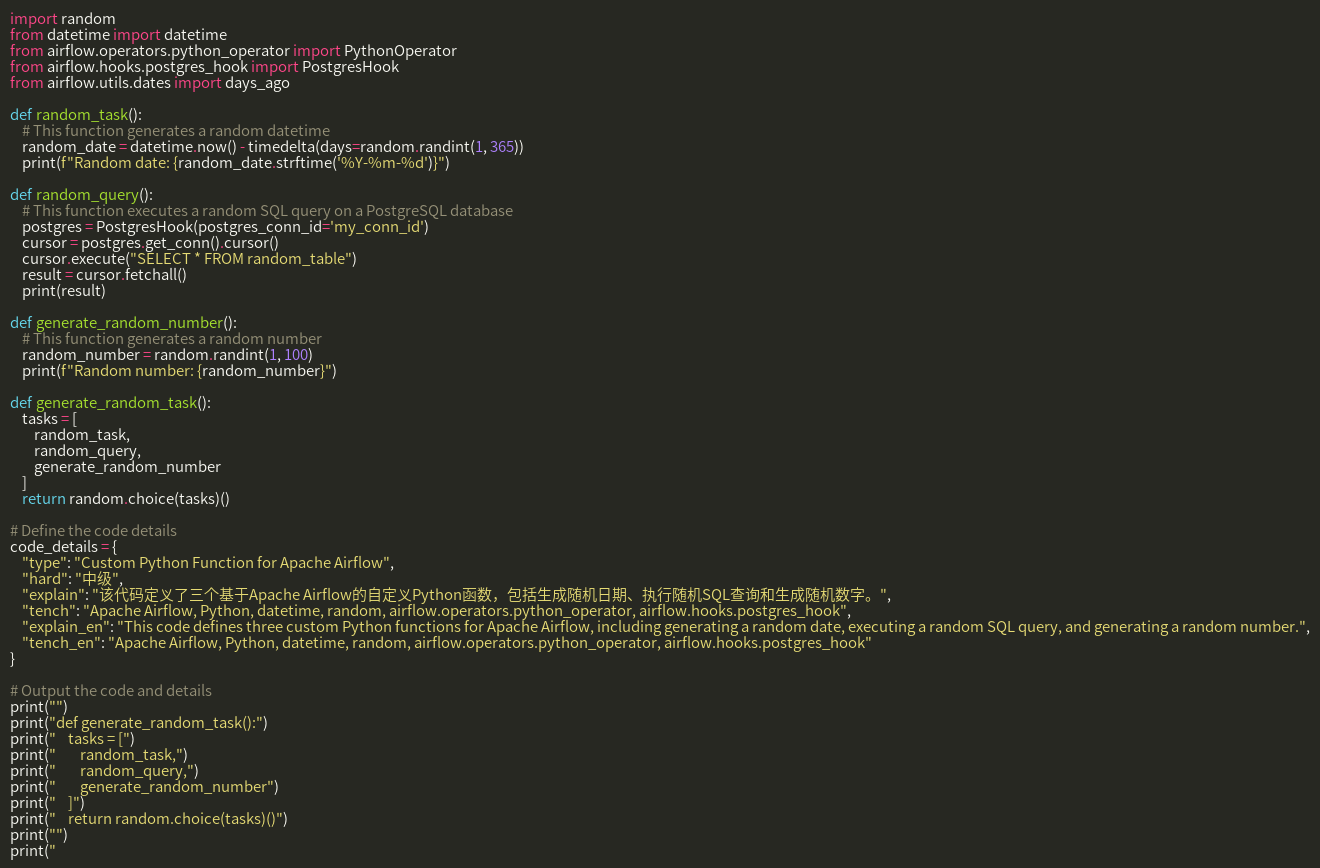 import random
from datetime import datetime
from airflow.operators.python_operator import PythonOperator
from airflow.hooks.postgres_hook import PostgresHook
from airflow.utils.dates import days_ago

def random_task():
    # This function generates a random datetime
    random_date = datetime.now() - timedelta(days=random.randint(1, 365))
    print(f"Random date: {random_date.strftime('%Y-%m-%d')}")

def random_query():
    # This function executes a random SQL query on a PostgreSQL database
    postgres = PostgresHook(postgres_conn_id='my_conn_id')
    cursor = postgres.get_conn().cursor()
    cursor.execute("SELECT * FROM random_table")
    result = cursor.fetchall()
    print(result)

def generate_random_number():
    # This function generates a random number
    random_number = random.randint(1, 100)
    print(f"Random number: {random_number}")

def generate_random_task():
    tasks = [
        random_task,
        random_query,
        generate_random_number
    ]
    return random.choice(tasks)()

# Define the code details
code_details = {
    "type": "Custom Python Function for Apache Airflow",
    "hard": "中级",
    "explain": "该代码定义了三个基于Apache Airflow的自定义Python函数，包括生成随机日期、执行随机SQL查询和生成随机数字。",
    "tench": "Apache Airflow, Python, datetime, random, airflow.operators.python_operator, airflow.hooks.postgres_hook",
    "explain_en": "This code defines three custom Python functions for Apache Airflow, including generating a random date, executing a random SQL query, and generating a random number.",
    "tench_en": "Apache Airflow, Python, datetime, random, airflow.operators.python_operator, airflow.hooks.postgres_hook"
}

# Output the code and details
print("")
print("def generate_random_task():")
print("    tasks = [")
print("        random_task,")
print("        random_query,")
print("        generate_random_number")
print("    ]")
print("    return random.choice(tasks)()")
print("")
print("